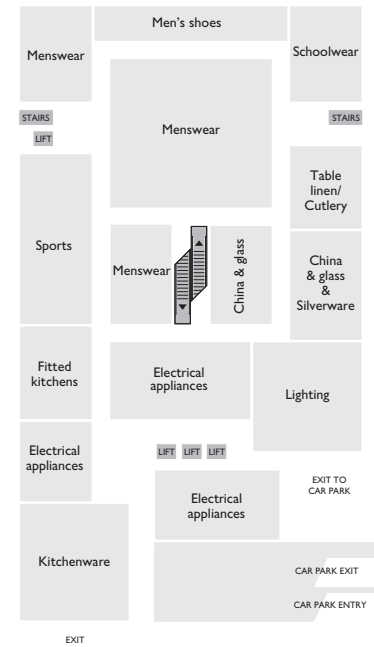 Men's shoes
Menswear
Schoolwear
Menswear
STAIRS
STAIRS
LIFT
Table
linen/
Cutlery
Sports
Menswear
China & glass
China
& glass
&
Silverware
Fitted
kitchens
Electrical
appliances
Lighting
Electrical
appliances
LIFT LIFT LIFT
EXIT TO
CAR PARK
Electrical
appliances
Kitchenware
CAR PARK EXIT
CAR PARK ENTRY
EXIT